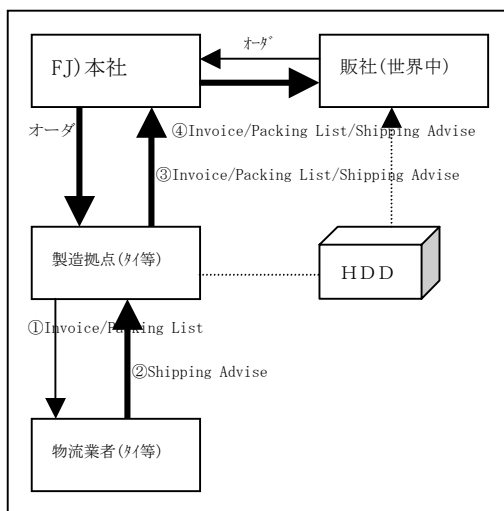 ｵｰﾀﾞ
FJ)本社
販社(世界中)
オーダ
④Invoice/Packing List/Shipping Advise
③Invoice/Packing List/Shipping Advise
製造拠点(ﾀｲ等)
ＨＤＤ
①Invoice/Packing List
②Shipping Advise
物流業者(ﾀｲ等)